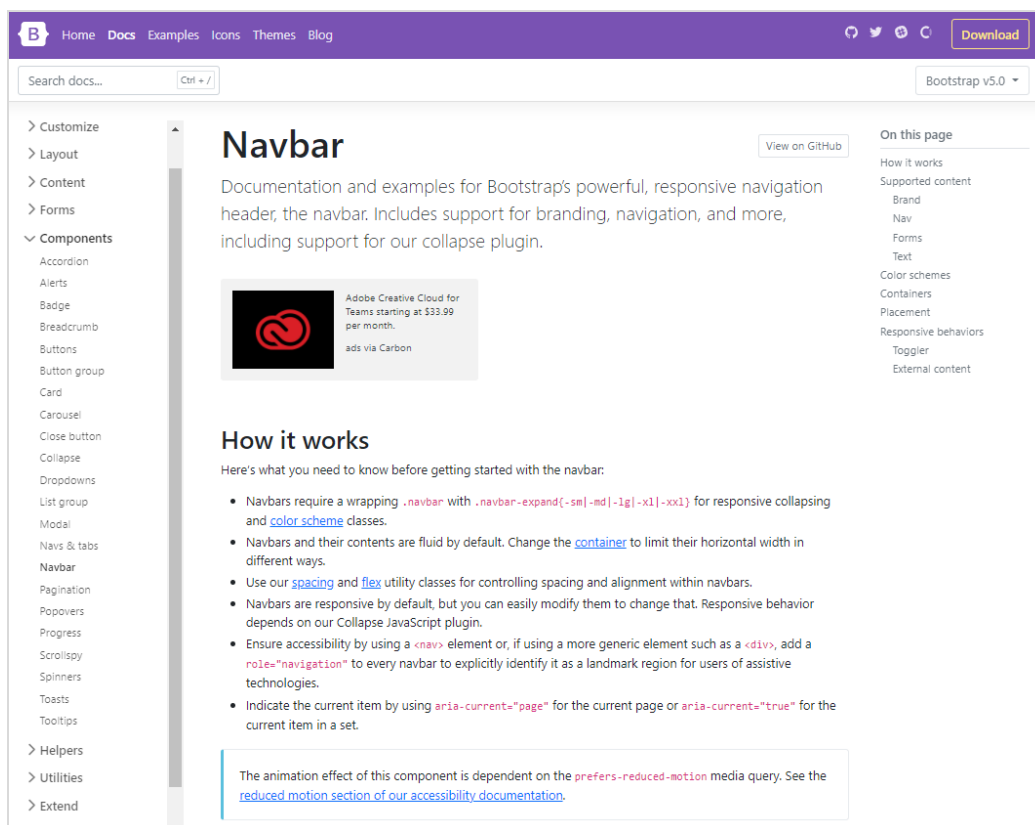 B Home Docs Examples Icons Themes Blog Download
Search docs... Ctrl + / Bootstrap v5.0
Customize
Layout
Content
Forms
Components
Accordion
Alerts
Badge
Breadcrumb
Buttons
Button group
Card
Carousel
Close button
Collapse
Dropdowns
List group
Modal
Navs & tabs
Navbar
Pagination
Popovers
Progress
Scrollspy
Spinners
Toasts
Tooltips
Helpers
Utilities
Extend
Navbar
View on GitHub
Documentation and examples for Bootstrap's powerful, responsive navigation
header, the navbar. Includes support for branding, navigation, and more,
including support for our collapse plugin.
Adobe Creative Cloud for
Teams starting at $33.99
per month.
ads via Carbon
How it works
Here's what you need to know before getting started with the navbar:
• Navbars require a wrapping .navbar with .navbar-expand{-sm|-md|-lg|-xl|-xxl} for responsive collapsing
and color scheme classes.
• Navbars and their contents are fluid by default. Change the container to limit their horizontal width in
different ways.
• Use our spacing and flex utility classes for controlling spacing and alignment within navbars.
• Navbars are responsive by default, but you can easily modify them to change that. Responsive behavior
depends on our Collapse JavaScript plugin.
• Ensure accessibility by using a <nav> element or, if using a more generic element such as a <div>, add a
role="navigation" to every navbar to explicitly identify it as a landmark region for users of assistive
technologies.
• Indicate the current item by using aria-current="page" for the current page or aria-current="true" for the
current item in a set.
The animation effect of this component is dependent on the prefers-reduced-motion media query. See the
reduced motion section of our accessibility documentation.
On this page
How it works
Supported content
Brand
Nav
Forms
Text
Color schemes
Containers
Placement
Responsive behaviors
Toggler
External content